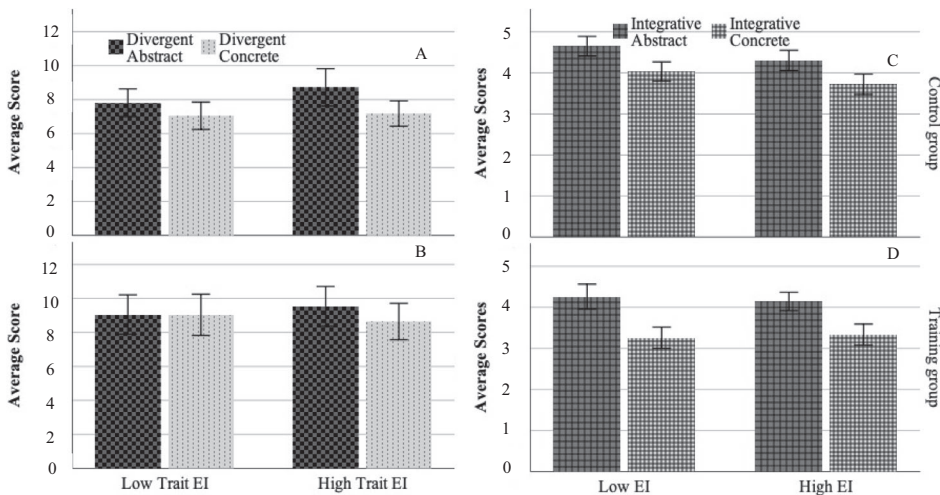 12
10
8
6
4
2
0
Average Score
Divergent
Abstract
Divergent
Concrete
A
5
4
3
2
1
0
Average Scores
Integrative
Abstract
Integrative
Concrete
C
Control group
12
10
8
6
4
2
0
Average Score
B
Low Trait EI
High Trait EI
5
4
3
2
1
0
Average Scores
D
Low EI
High EI
Training group